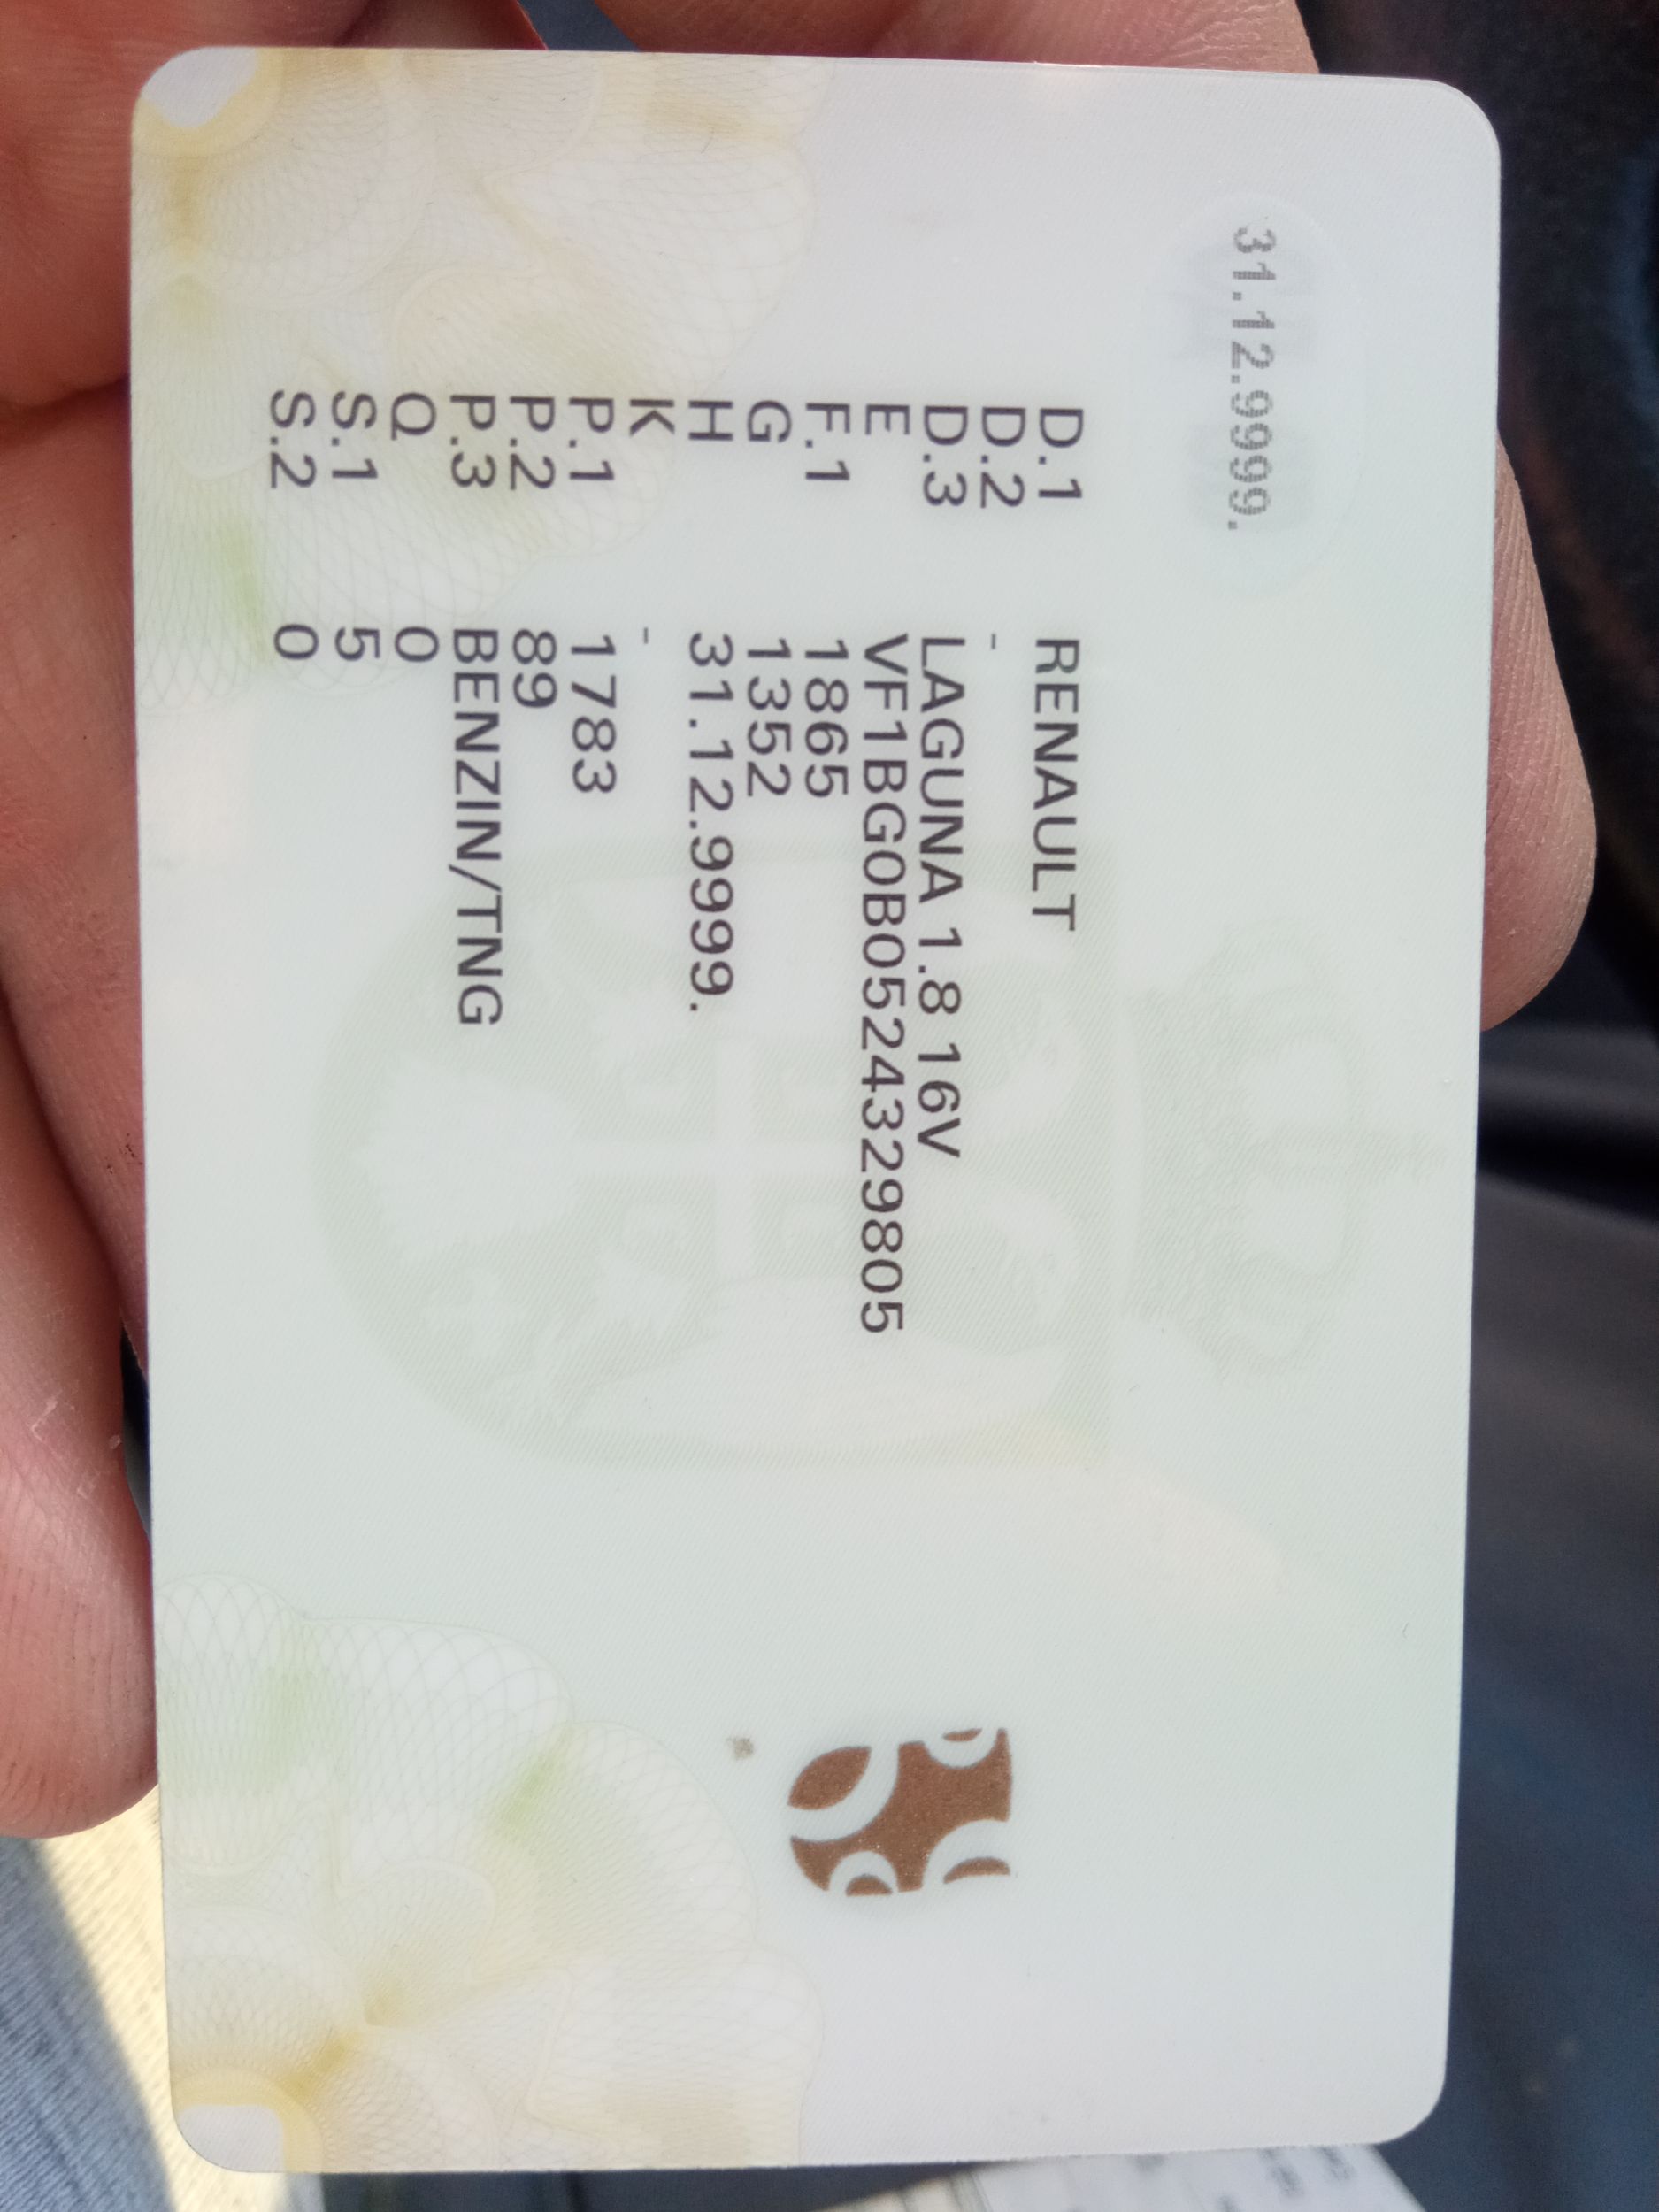 31.12.9999.
D.1 RENAULT
D.2 -
D.3 LAGUNA 1.8 16V
E VF1BG0B0524329805
F.1 1865
G 1352
H 31.12.9999.
K -
P.1 1783
P.2 89
P.3 BENZIN/TNG
Q 0
S.1 5
S.2 0